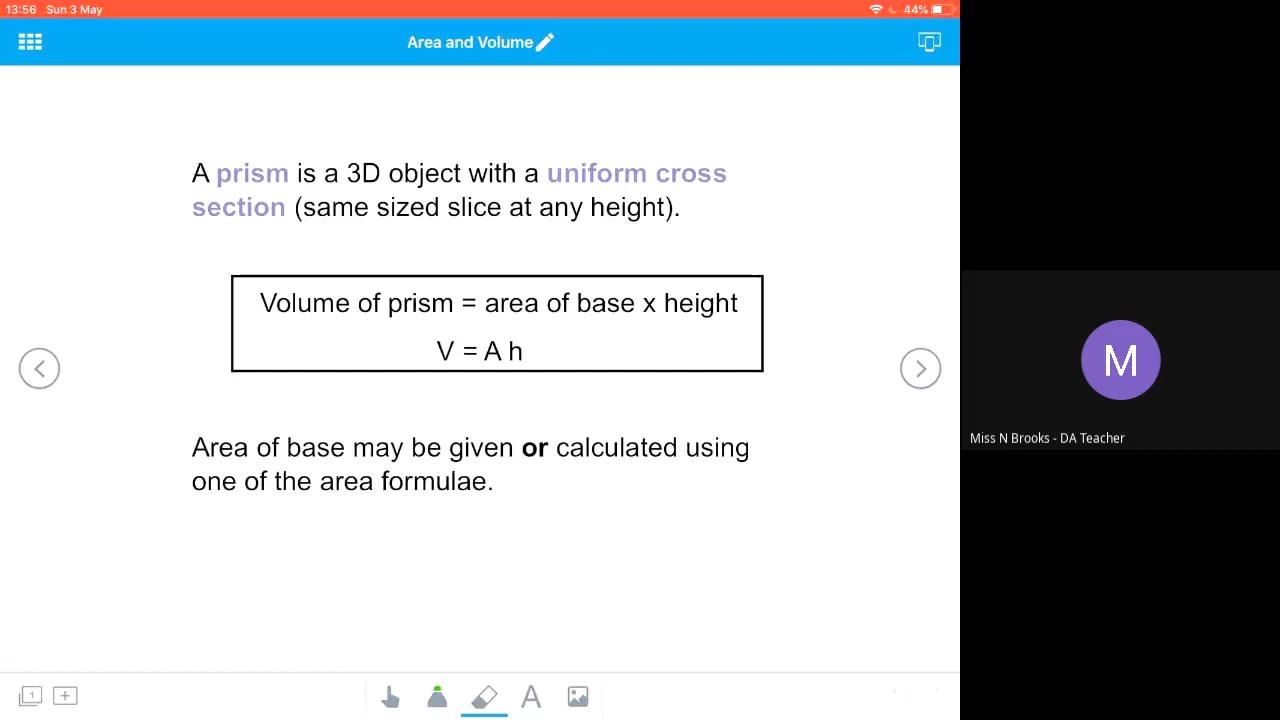 13:56 Sun 3 May 44%
Area and Volume
A prism is a 3D object with a uniform cross
section (same sized slice at any height).
Volume of prism = area of base x height
V = A h
Area of base may be given or calculated using
one of the area formulae.
M
Miss N Brooks - DA Teacher
1
A